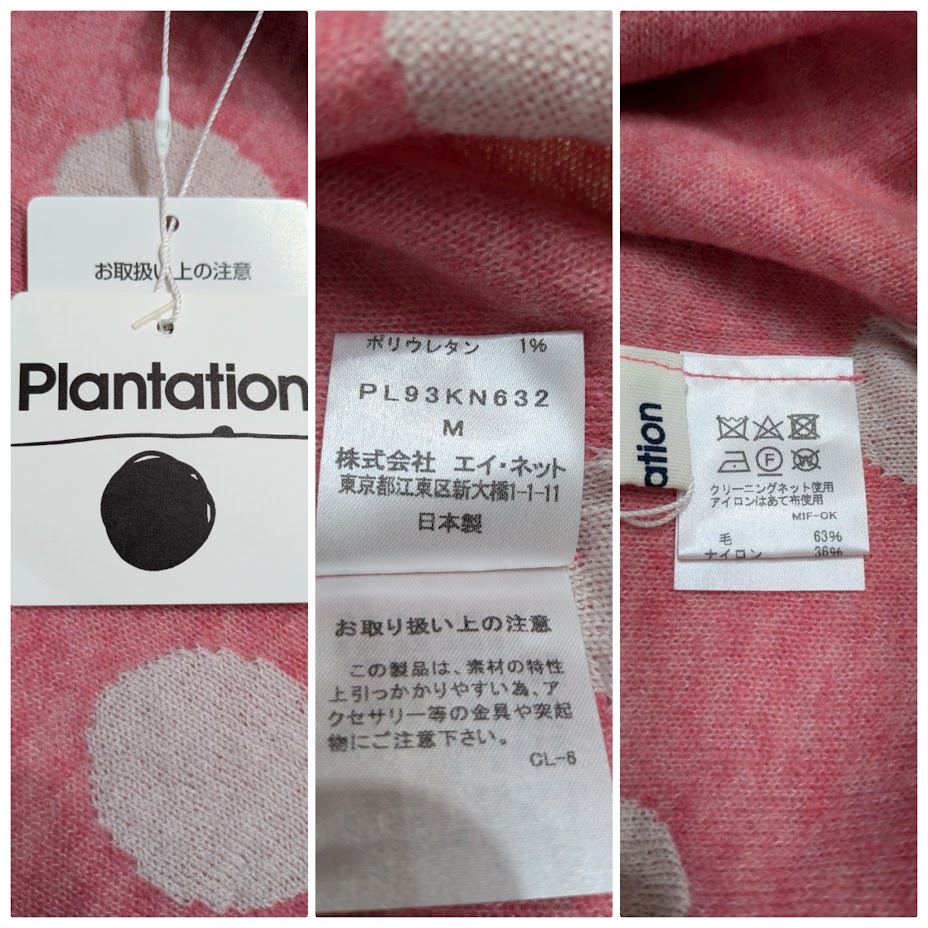 お取扱い上の注意
Plantation
ポリウレタン 1%
PL93KN632
M
株式会社 エイ・ネット
東京都江東区新大橋1-1-11
日本製
お取り扱い上の注意
この製品は、素材の特性
上引っかかりやすい為、ア
クセサリー等の金具や突起
物にご注意下さい。
CL-6
ation
クリーニングネット使用
アイロンはあて布使用
MIF-OK
毛 63%
ナイロン 36%